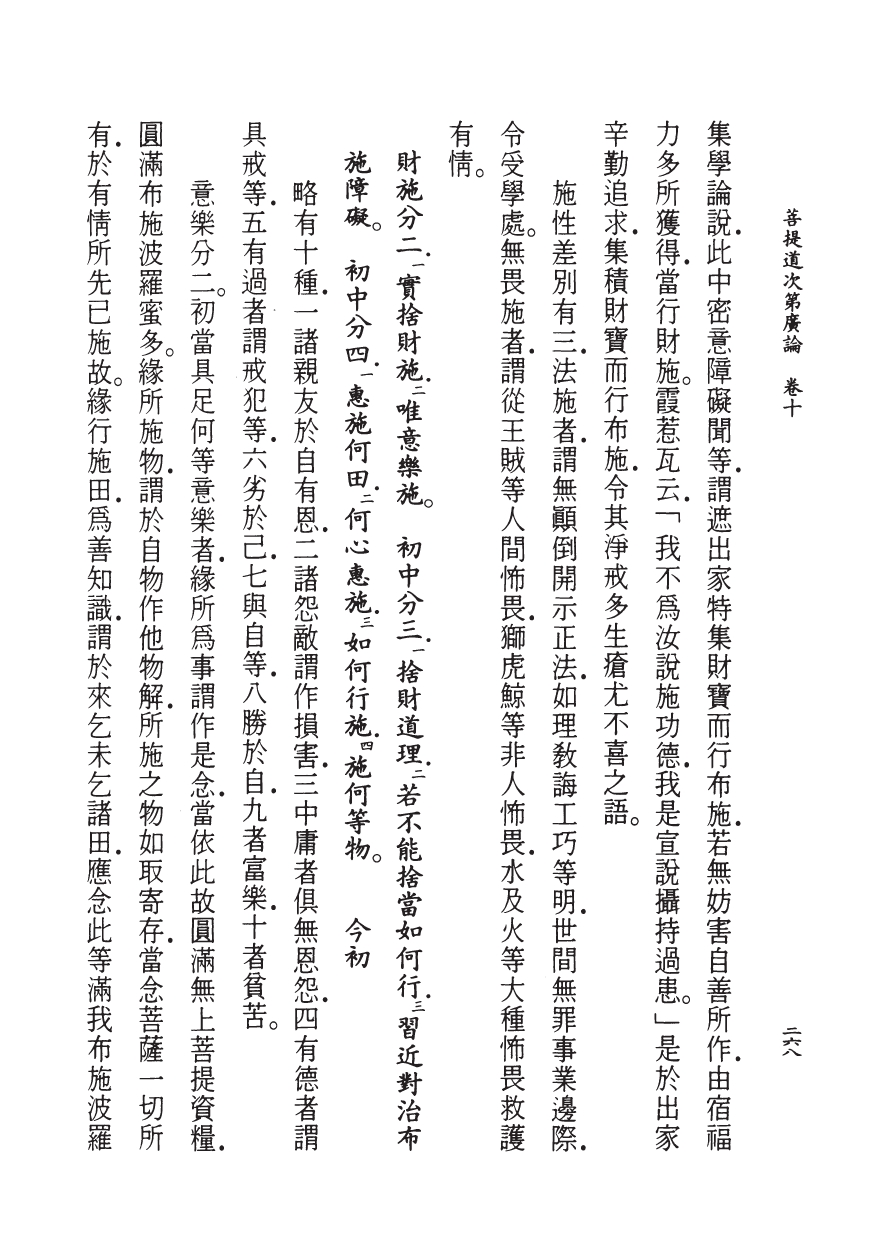 菩提道次第廣論　卷十
二六八
集學論說．此中密意障礙聞等．謂遮出家特集財寶而行布施．若無妨害自善所作．由宿福
力多所獲得．當行財施。霞惹瓦云．「我不爲汝說施功德．我是宣說攝持過患。」是於出家
辛勤追求．集積財寶而行布施．令其淨戒多生瘡尤不喜之語。
施性差別有三．法施者．謂無顚倒開示正法．如理敎誨工巧等明．世間無罪事業邊際．
令受學處。無畏施者．謂從王賊等人間怖畏．獅虎鯨等非人怖畏．水及火等大種怖畏救護
有情。
財施分二．一實捨財施．二唯意樂施。　初中分三．一捨財道理．二若不能捨當如何行．三習近對治布
施障礙。　初中分四．一惠施何田．二何心惠施．三如何行施．四施何等物。　今初
略有十種．一諸親友於自有恩．二諸怨敵謂作損害．三中庸者俱無恩怨．四有德者謂
具戒等．五有過者謂戒犯等．六劣於己．七與自等．八勝於自．九者富樂．十者貧苦。
意樂分二。初當具足何等意樂者．緣所爲事謂作是念．當依此故圓滿無上菩提資糧．
圓滿布施波羅蜜多。緣所施物．謂於自物作他物解．所施之物如取寄存．當念菩薩一切所
有．於有情所先已施故。緣行施田．爲善知識．謂於來乞未乞諸田．應念此等滿我布施波羅